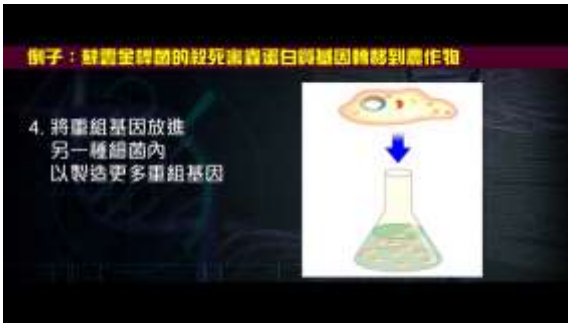 例子：蘇雲金桿菌的殺死害蟲蛋白質基因轉移到農作物
4. 將重組基因放進
另一種細菌內
以製造更多重組基因